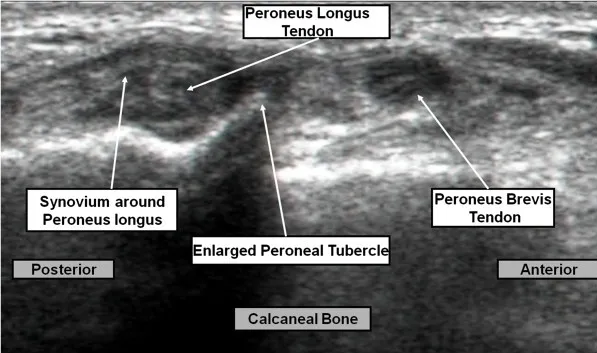 Peroneus Longus
Tendon
Synovium around
Peroneus longus
Peroneus Brevis
Tendon
Enlarged Peroneal Tubercle
Posterior
Anterior
Calcaneal Bone